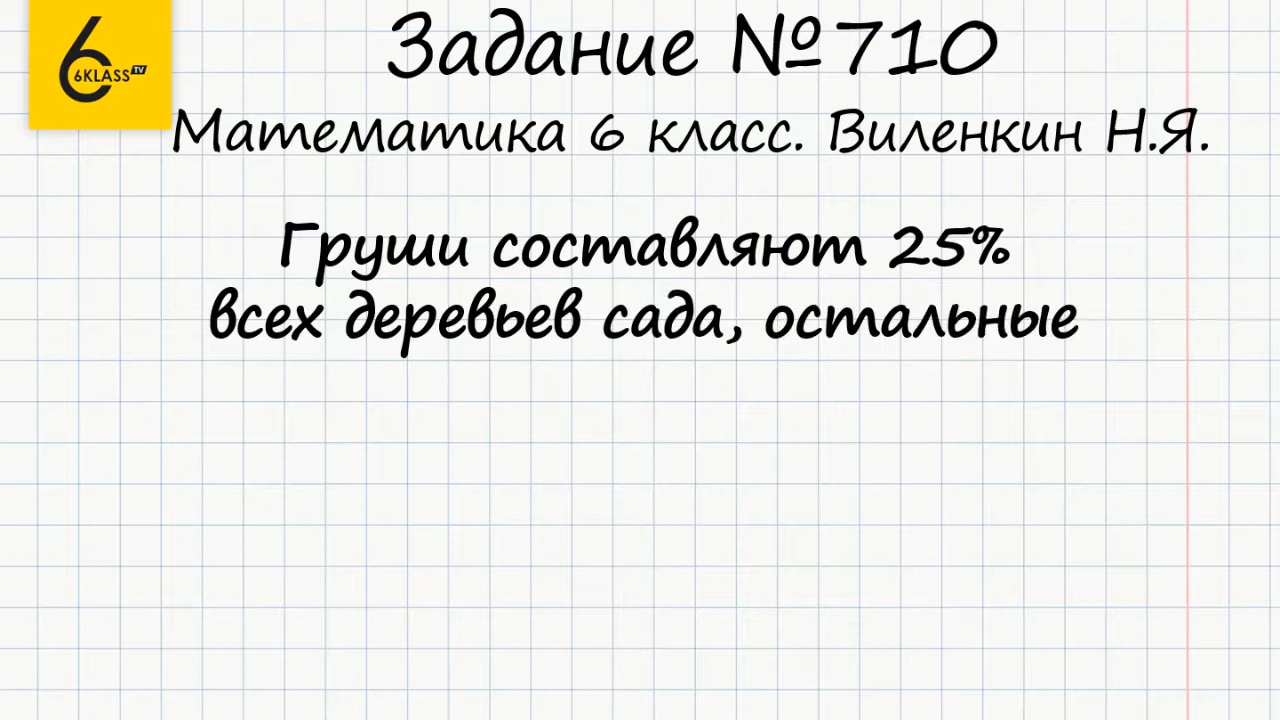 6KLASS TV
Задание №710
Математика 6 класс. Виленкин Н.Я.
Груши составляют 25%
всех деревьев сада, остальные